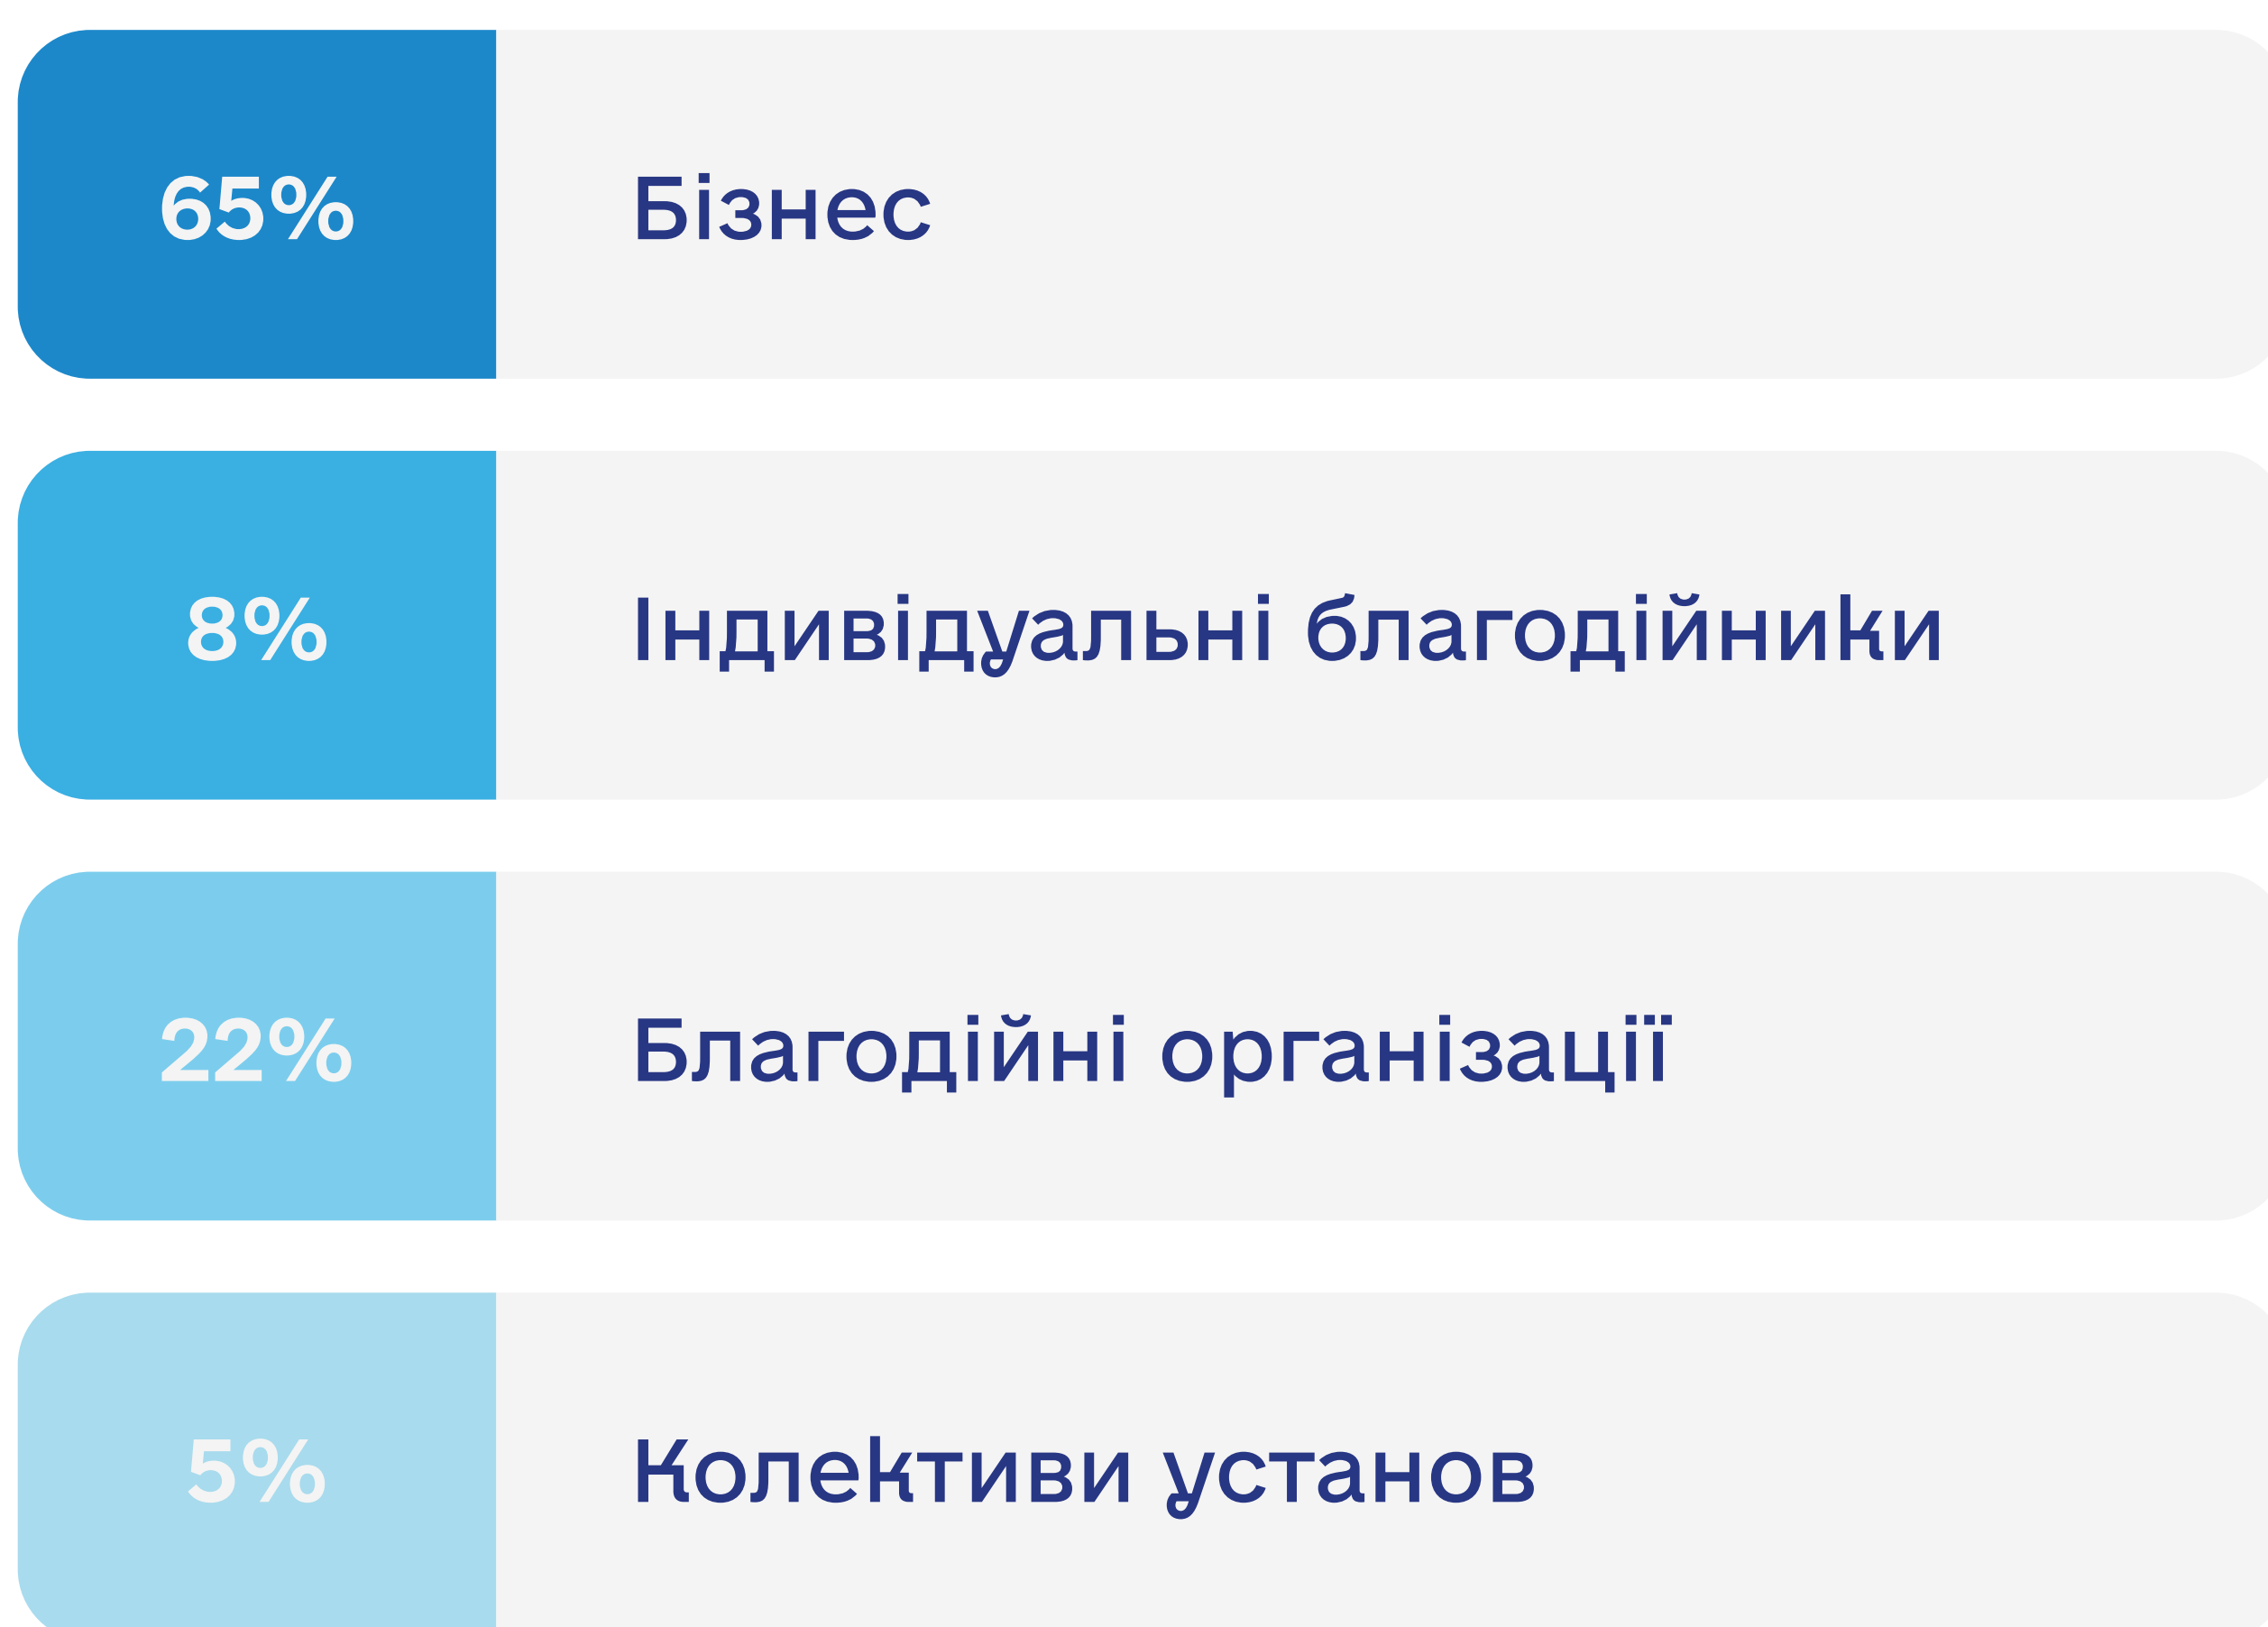 65% Бізнес
8% Індивідуальні благодійники
22% Благодійні організації
5% Колективи установ